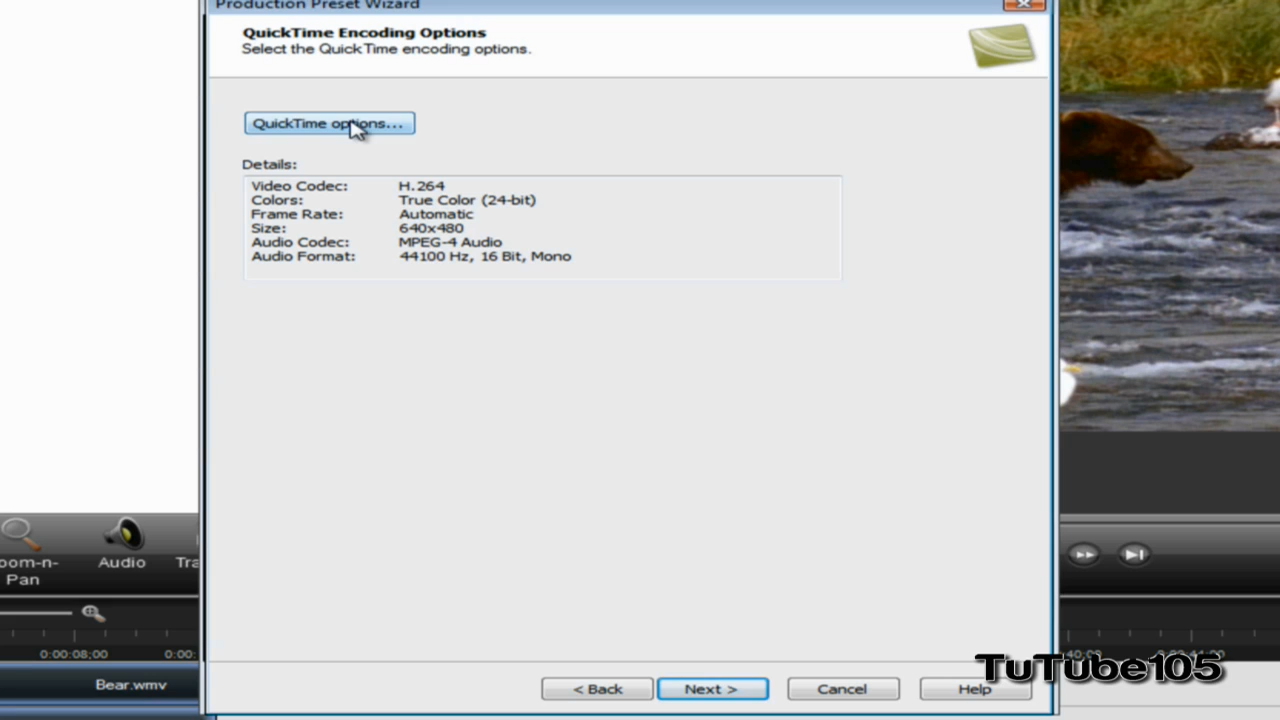 Production Preset Wizard
QuickTime Encoding Options
Select the QuickTime encoding options.
QuickTime options...
Details:
Video Codec: H.264
Colors: True Color (24-bit)
Frame Rate: Automatic
Size: 640x480
Audio Codec: MPEG-4 Audio
Audio Format: 44100 Hz, 16 Bit, Mono
oom-n-
Pan
Audio
Tra
0:00:08;00
0:00:
Bear.wmv
< Back
Next >
Cancel
Help
TuTube105